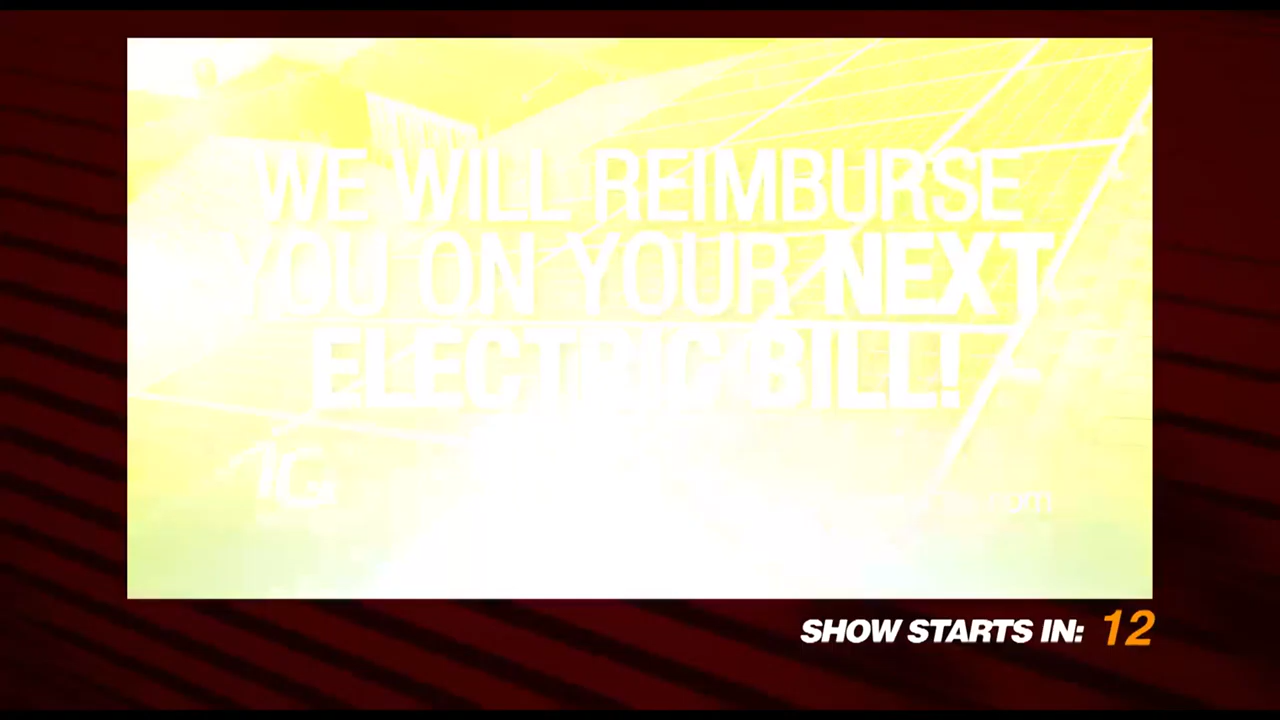 WE WILL REIMBURSE
YOU ON YOUR NEXT
ELECTRIC BILL!
SHOW STARTS IN: 12